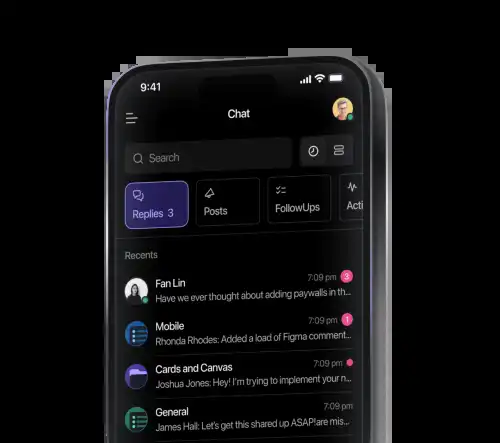 9:41
Chat
Search
Replies 3
Posts
FollowUps
Acti
Recents
Fan Lin 7:09 pm 3
Have we ever thought about adding paywalls in th...
Mobile 7:09 pm 1
Rhonda Rhodes: Added a load of Figma comment...
Cards and Canvas 7:09 pm
Joshua Jones: Hey! I'm trying to implement your n...
General 7:09 pm
James Hall: Let's get this shared up ASAP!are mis...